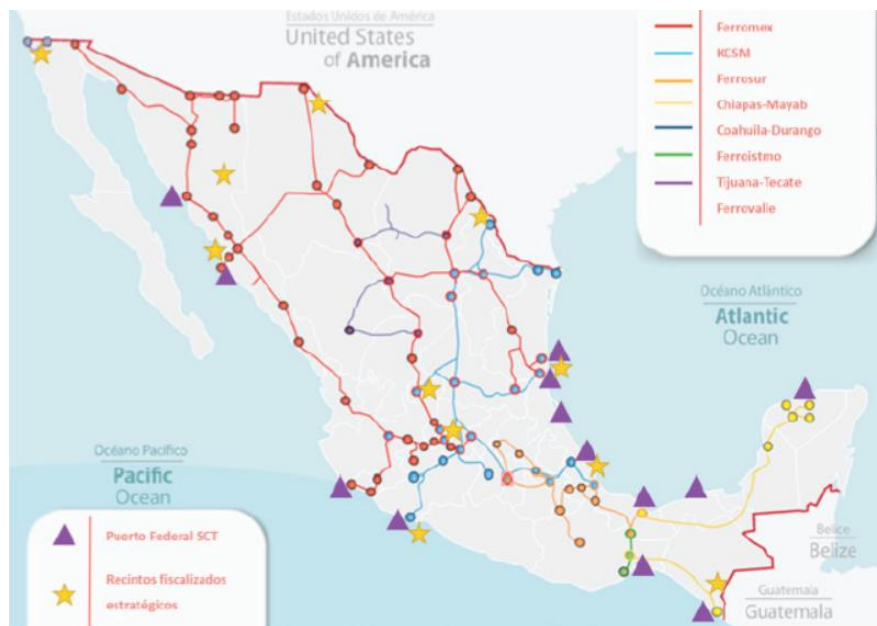 Estados Unidos de América
United States
of America
Ferromex
KCSM
Ferrosur
Chiapas-Mayab
Coahuila-Durango
Ferroistmo
Tijuana-Tecate
Ferrovalle
Océano Atlántico
Atlantic
Ocean
Océano Pacífico
Pacific
Ocean
Puerto Federal SCT
Recintos fiscalizados
estratégicos
Belice
Belize
Guatemala
Guatemala